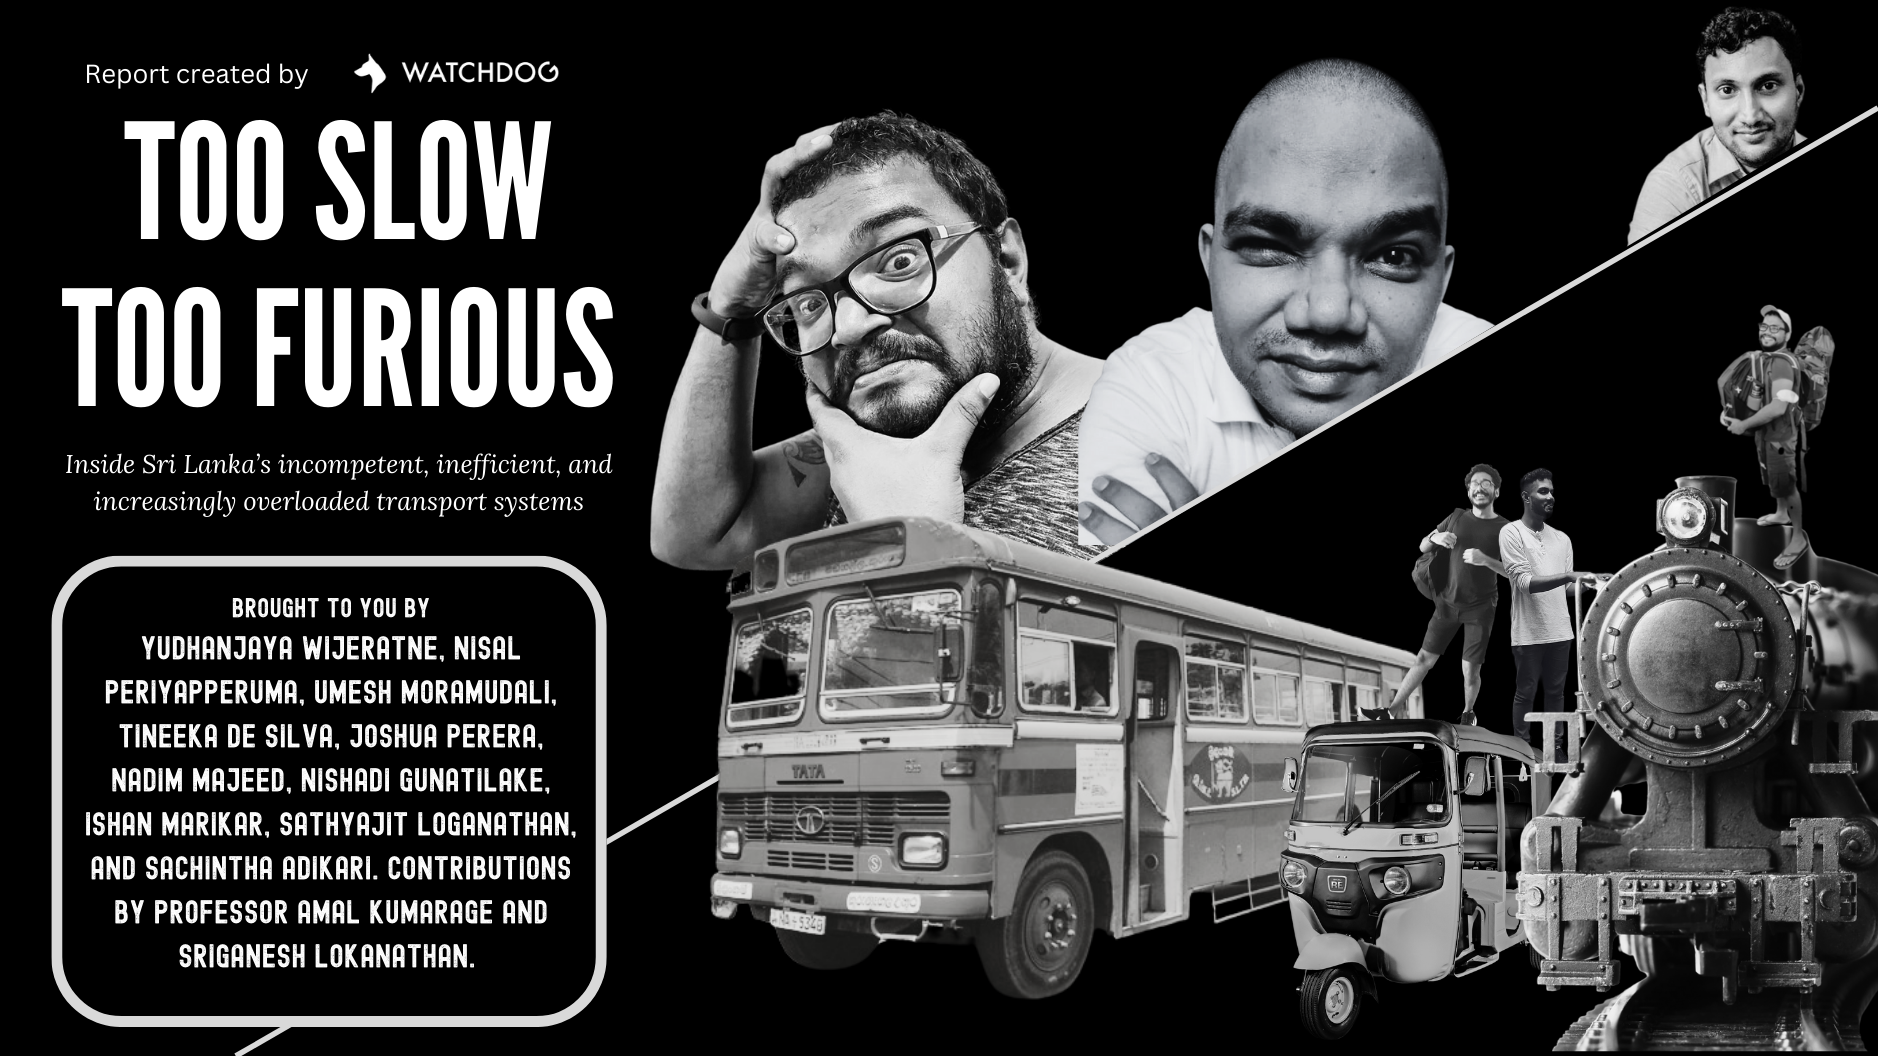 Report created by WATCHDOG
TOO SLOW
TOO FURIOUS
Inside Sri Lanka's incompetent, inefficient, and
increasingly overloaded transport systems
BROUGHT TO YOU BY
YUDHANJAYA WIJERATNE, NISAL
PERIYAPPERUMA, UMESH MORAMUDALI,
TINEEKA DE SILVA, JOSHUA PERERA,
NADIM MAJEED, NISHADI GUNATILAKE,
ISHAN MARIKAR, SATHYAJIT LOGANATHAN,
AND SACHINTHA ADIKARI. CONTRIBUTIONS
BY PROFESSOR AMAL KUMARAGE AND
SRIGANESH LOKANATHAN.
TATA
RE